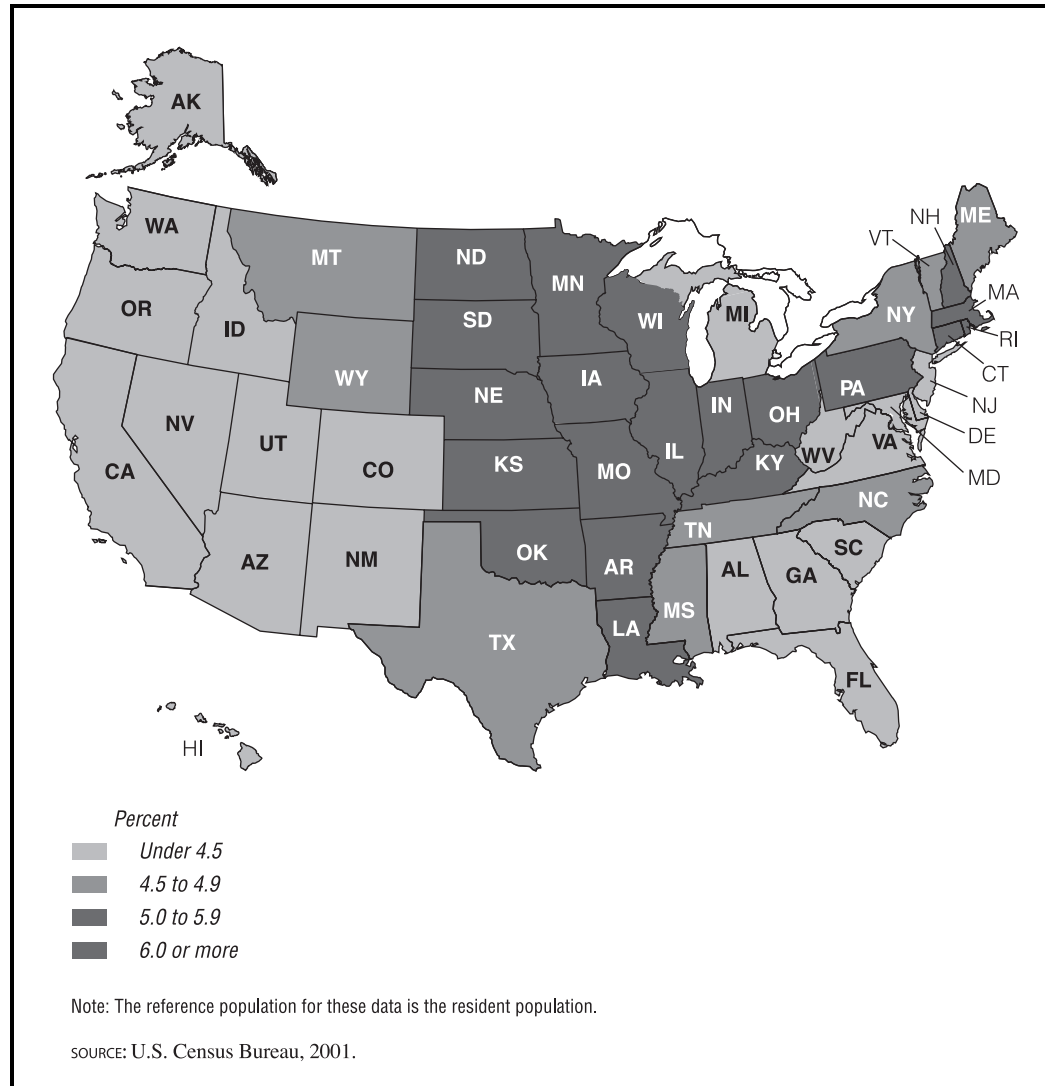 AK
WA
MT
ND
MN
NH
ME
VT
OR
ID
SD
WI
MI
NY
MA
RI
WY
IA
CT
NE
PA
NJ
NV
UT
CO
IL
IN
OH
DE
CA
KS
MO
KY
WV
VA
MD
AZ
NM
OK
AR
TN
NC
TX
LA
MS
AL
GA
SC
FL
HI
Percent
Under 4.5
4.5 to 4.9
5.0 to 5.9
6.0 or more
Note: The reference population for these data is the resident population.
SOURCE: U.S. Census Bureau, 2001.